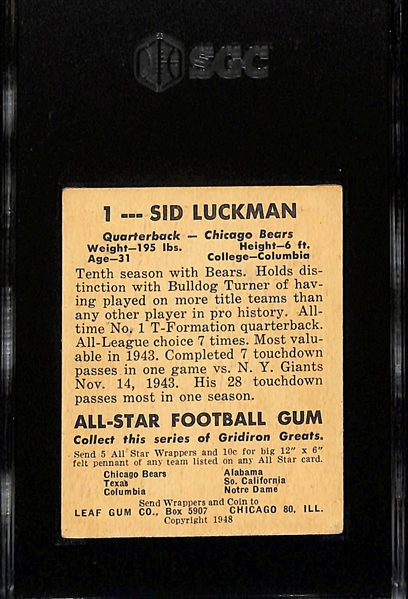 SGC
1 --- SID LUCKMAN
Quarterback — Chicago Bears
Weight—195 lbs. Height—6 ft.
Age—31 College—Columbia
Tenth season with Bears. Holds dis-
tinction with Bulldog Turner of hav-
ing played on more title teams than
any other player in pro history. All-
time No. 1 T-Formation quarterback.
All-League choice 7 times. Most valu-
able in 1943. Completed 7 touchdown
passes in one game vs. N. Y. Giants
Nov. 14, 1943. His 28 touchdown
passes most in one season.
ALL-STAR FOOTBALL GUM
Collect this series of Gridiron Greats.
Send 5 All Star Wrappers and 10c for big 12" x 6"
felt pennant of any team listed on any All Star card.
Chicago Bears Alabama
Texas So. California
Columbia Notre Dame
Send Wrappers and Coin to
LEAF GUM CO., Box 5907 CHICAGO 80, ILL.
Copyright 1948